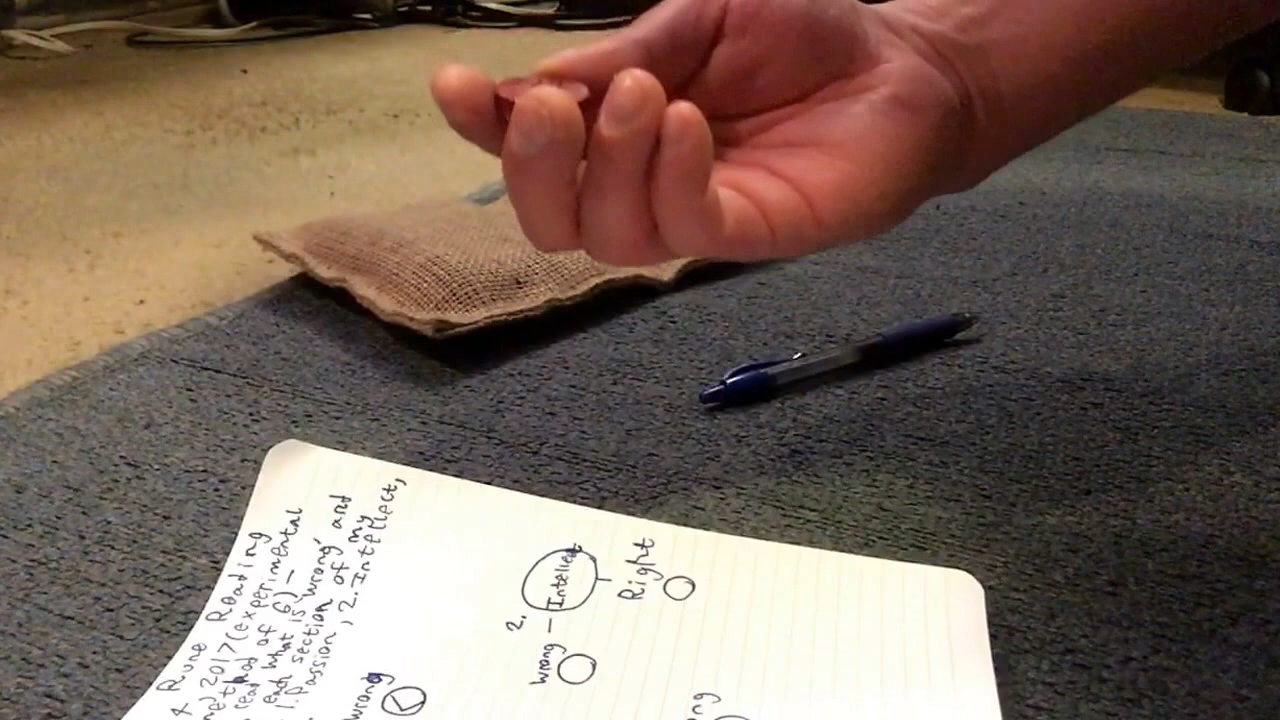 Rune Reading
2017 (experimental
method of 6) -
read what is
each section wrong, and
1. Passion, 2. Intellect,
of my
wrong
2.
Intellect
wrong -
Right